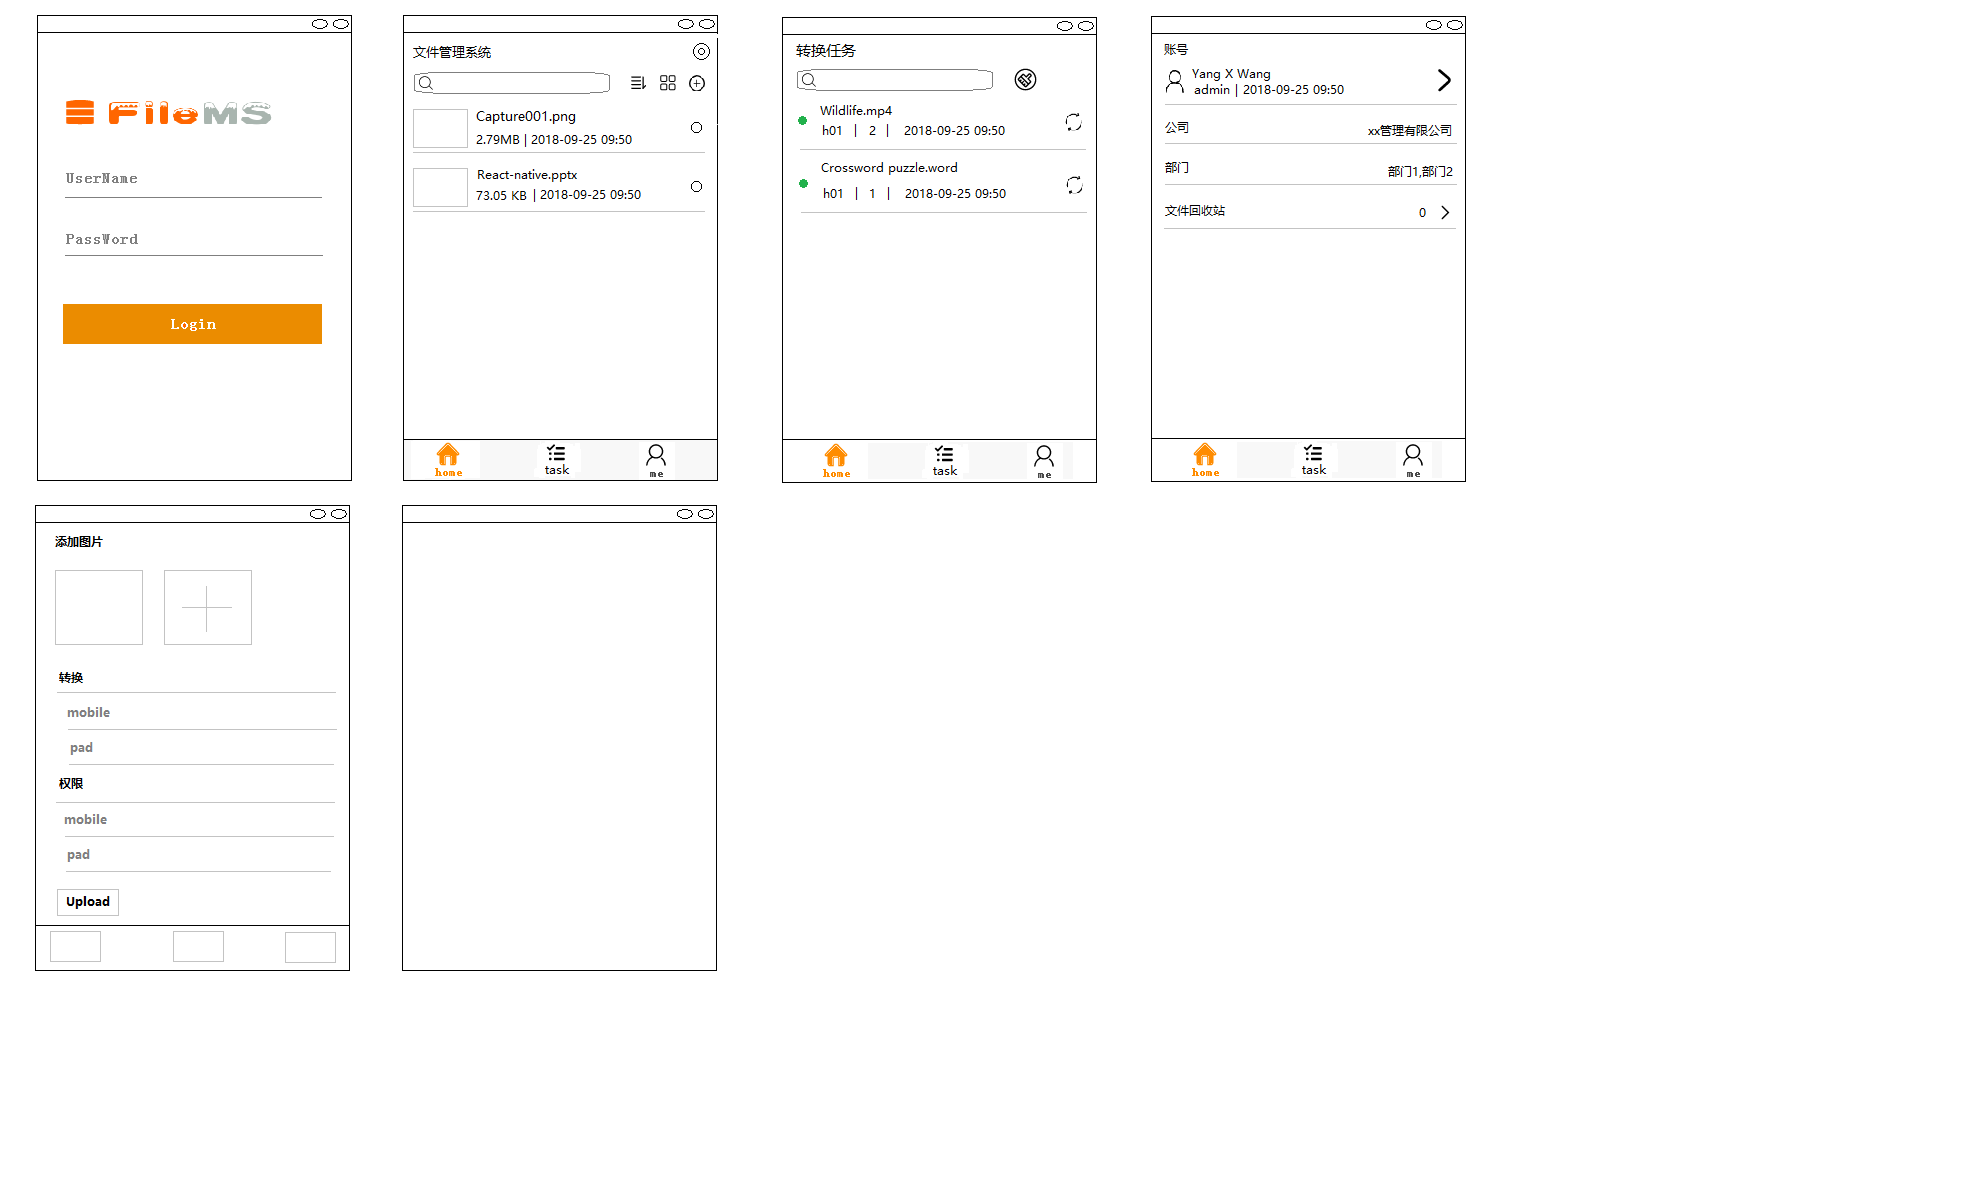 FileMS
UserName
PassWord
Login
文件管理系统
Capture001.png
2.79MB | 2018-09-25 09:50
React-native.pptx
73.05 KB | 2018-09-25 09:50
home
task
me
转换任务
Wildlife.mp4
h01 | 2 | 2018-09-25 09:50
Crossword puzzle.word
h01 | 1 | 2018-09-25 09:50
home
task
me
账号
Yang X Wang
admin | 2018-09-25 09:50
公司 xx管理有限公司
部门 部门1,部门2
文件回收站 0
home
task
me
添加图片
转换
mobile
pad
权限
mobile
pad
Upload